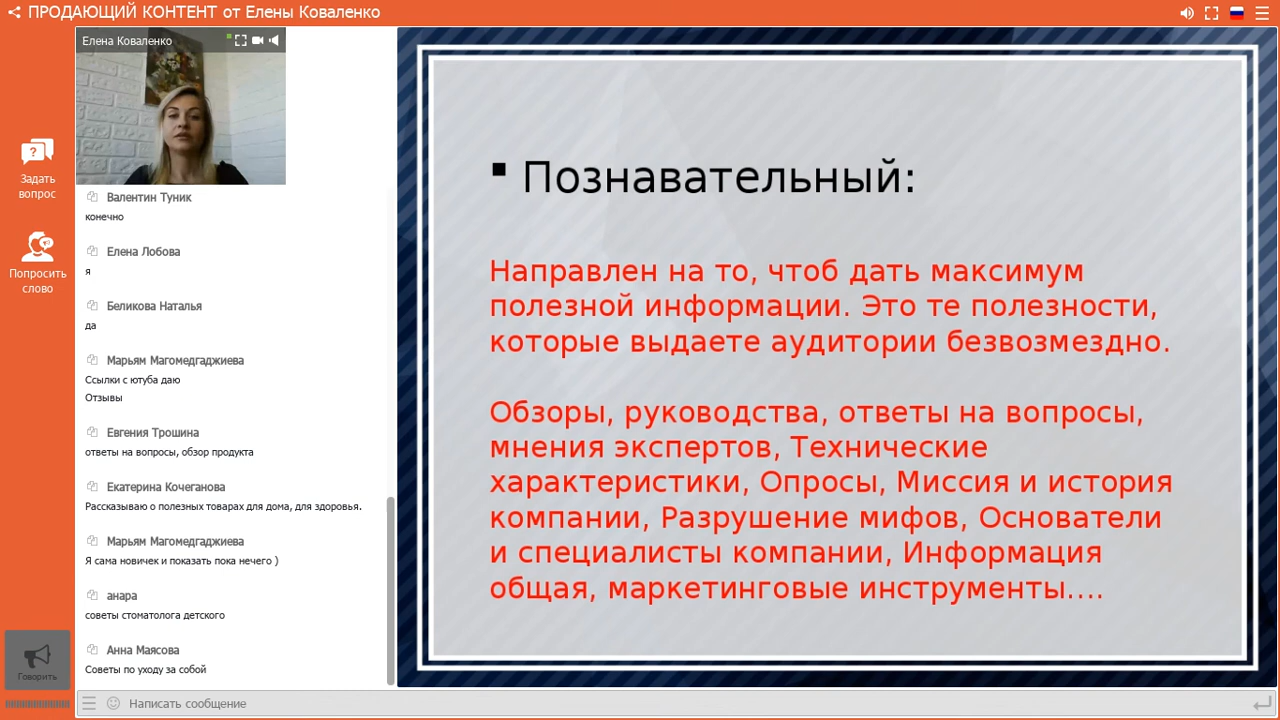 ПРОДАЮЩИЙ КОНТЕНТ от Елены Коваленко
Елена Коваленко
Задать
вопрос
Попросить
слово
Говорить
Валентин Туник
конечно
Елена Лобова
я
Беликова Наталья
да
Марьям Магомедгаджиева
Ссылки с ютуба даю
Отзывы
Евгения Трошина
ответы на вопросы, обзор продукта
Екатерина Кочеганова
Рассказываю о полезных товарах для дома, для здоровья.
Марьям Магомедгаджиева
Я сама новичек и показать пока нечего )
анара
советы стоматолога детского
Анна Маясова
Советы по уходу за собой
Написать сообщение
Познавательный:
Направлен на то, чтоб дать максимум
полезной информации. Это те полезности,
которые выдаете аудитории безвозмездно.
Обзоры, руководства, ответы на вопросы,
мнения экспертов, Технические
характеристики, Опросы, Миссия и история
компании, Разрушение мифов, Основатели
и специалисты компании, Информация
общая, маркетинговые инструменты....